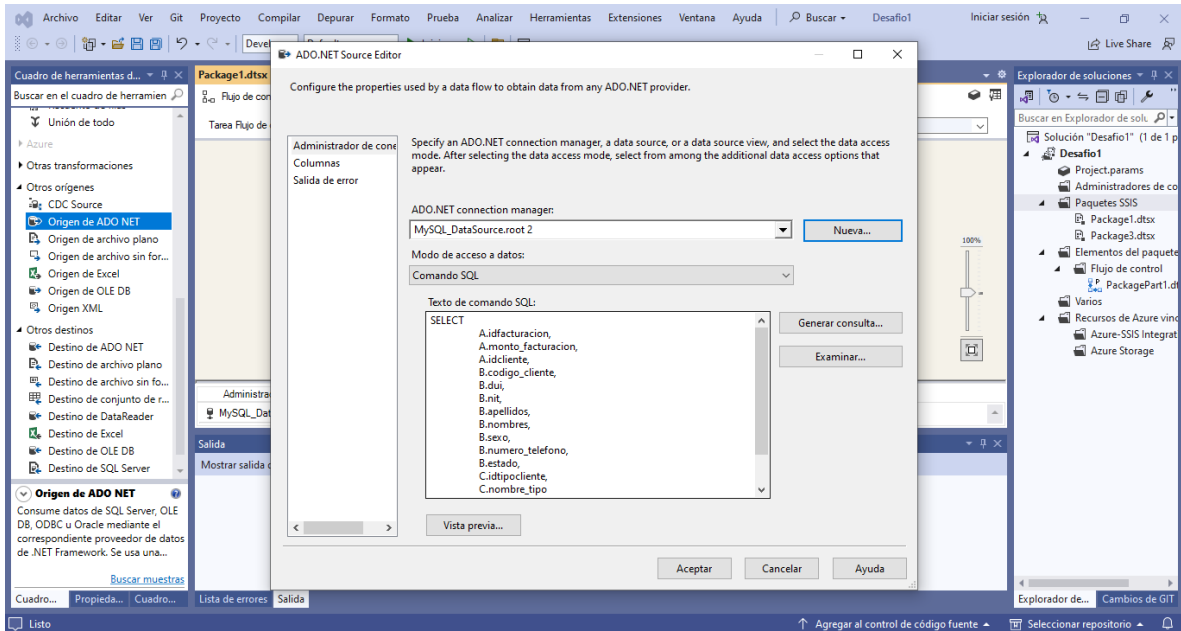 Archivo Editar Ver Git Proyecto Compilar Depurar Formato Prueba Analizar Herramientas Extensiones Ventana Ayuda Buscar Desafio1 Iniciar sesión
Live Share
Cuadro de herramientas d...
Buscar en el cuadro de herramien
Unión de todo
Azure
Otras transformaciones
Otros orígenes
CDC Source
Origen de ADO NET
Origen de archivo plano
Origen de archivo sin for...
Origen de Excel
Origen de OLE DB
Origen XML
Otros destinos
Destino de ADO NET
Destino de archivo plano
Destino de archivo sin fo...
Destino de conjunto de r...
Destino de DataReader
Destino de Excel
Destino de OLE DB
Destino de SQL Server
Origen de ADO NET
Consume datos de SQL Server, OLE
DB, ODBC u Oracle mediante el
correspondiente proveedor de datos
de .NET Framework. Se usa una...
Buscar muestras
Cuadro... Propieda... Cuadro...
Package1.dtsx
Flujo de con
Tarea Flujo de
100%
Administra
MySQL_Dat
Salida
Mostrar salida
Lista de errores Salida
ADO.NET Source Editor
Configure the properties used by a data flow to obtain data from any ADO.NET provider.
Administrador de cone
Columnas
Salida de error
Specify an ADO.NET connection manager, a data source, or a data source view, and select the data access
mode. After selecting the data access mode, select from among the additional data access options that
appear.
ADO.NET connection manager:
MySQL_DataSource.root 2
Nueva...
Modo de acceso a datos:
Comando SQL
Texto de comando SQL:
SELECT
A.idfacturacion,
A.monto_facturacion,
A.idcliente,
B.codigo_cliente,
B.dui,
B.nit,
B.apellidos,
B.nombres,
B.sexo,
B.numero_telefono,
B.estado,
C.idtipocliente,
C.nombre_tipo
Generar consulta...
Examinar...
Vista previa...
Aceptar Cancelar Ayuda
Explorador de soluciones
Buscar en Explorador de solu
Solución "Desafio1" (1 de 1 p
Desafio1
Project.params
Administradores de co
Paquetes SSIS
Package1.dtsx
Package3.dtsx
Elementos del paquete
Flujo de control
PackagePart1.dt
Varios
Recursos de Azure vinc
Azure-SSIS Integrat
Azure Storage
Explorador de... Cambios de GIT
Listo
Agregar al control de código fuente
Seleccionar repositorio